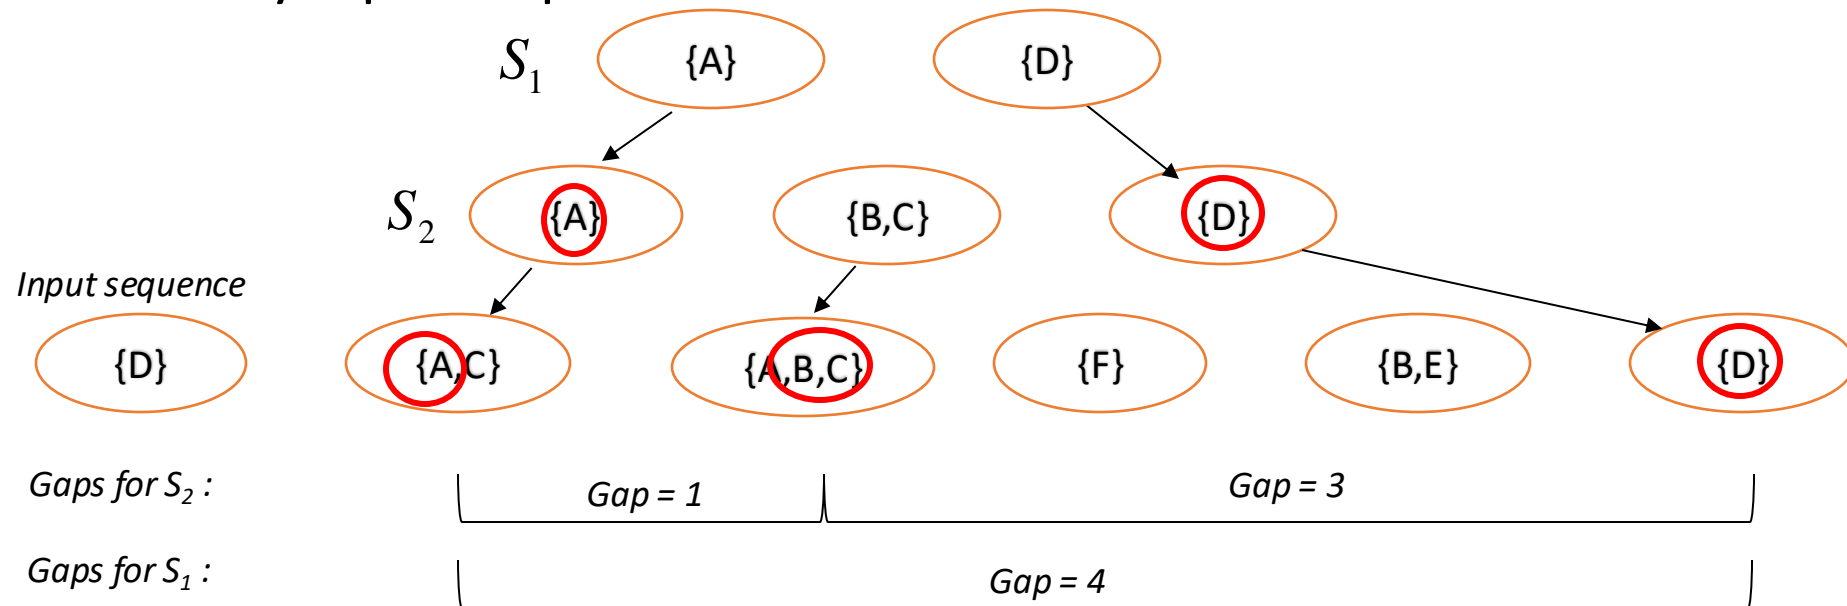 S1 {A} {D}
S2 {A} {B,C} {D}
Input sequence
{D} {A,C} {A,B,C} {F} {B,E} {D}
Gaps for S2 : Gap = 1 Gap = 3
Gaps for S1 : Gap = 4